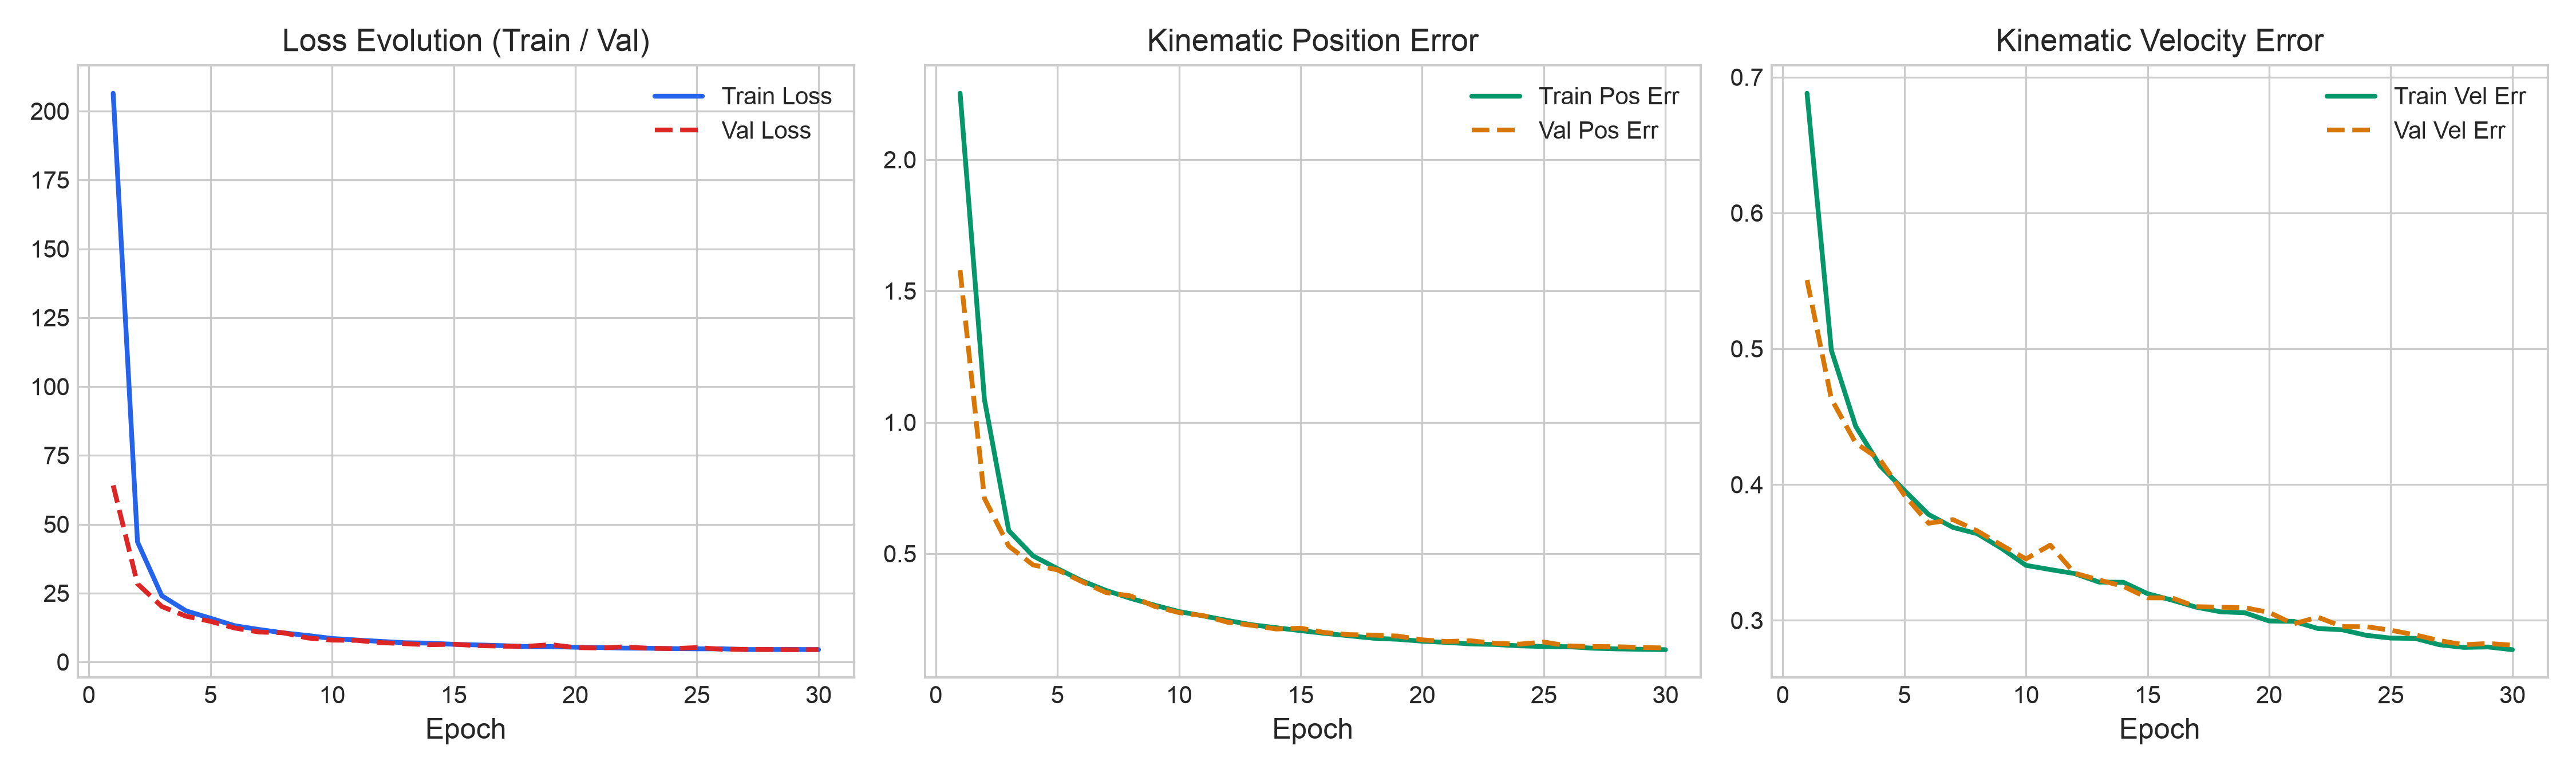 Loss Evolution (Train / Val)
Train Loss
Val Loss
200
175
150
125
100
75
50
25
0
0 5 10 15 20 25 30
Epoch
Kinematic Position Error
Train Pos Err
Val Pos Err
2.0
1.5
1.0
0.5
0 5 10 15 20 25 30
Epoch
Kinematic Velocity Error
Train Vel Err
Val Vel Err
0.7
0.6
0.5
0.4
0.3
0 5 10 15 20 25 30
Epoch